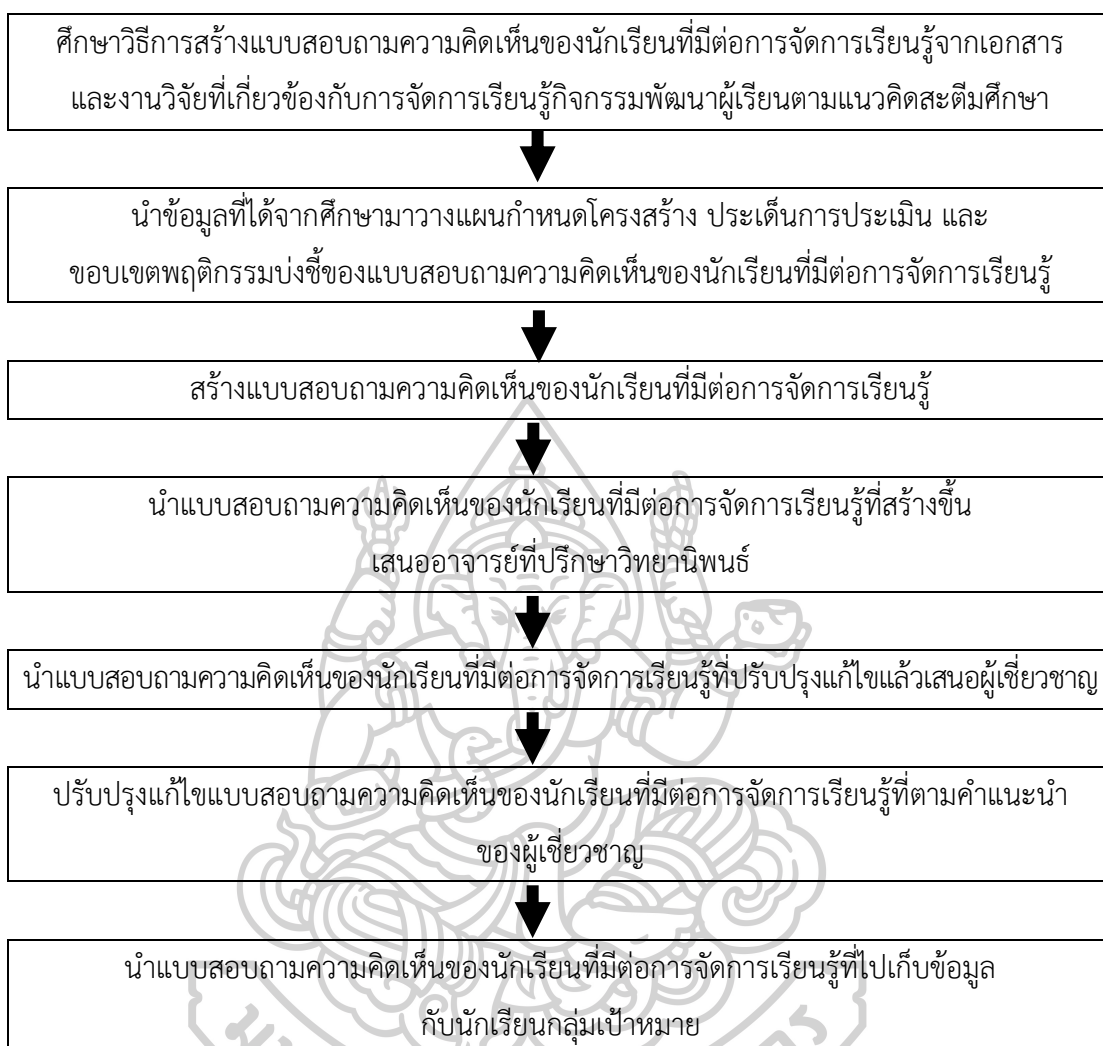 ศึกษาวิธีการสร้างแบบสอบถามความคิดเห็นของนักเรียนที่มีต่อการจัดการเรียนรู้จากเอกสาร
และงานวิจัยที่เกี่ยวข้องกับการจัดการเรียนรู้กิจกรรมพัฒนาผู้เรียนตามแนวคิดสะตีมศึกษา
นำข้อมูลที่ได้จากศึกษามาวางแผนกำหนดโครงสร้าง ประเด็นการประเมิน และ
ขอบเขตพฤติกรรมบ่งชี้ของแบบสอบถามความคิดเห็นของนักเรียนที่มีต่อการจัดการเรียนรู้
สร้างแบบสอบถามความคิดเห็นของนักเรียนที่มีต่อการจัดการเรียนรู้
นำแบบสอบถามความคิดเห็นของนักเรียนที่มีต่อการจัดการเรียนรู้ที่สร้างขึ้น
เสนออาจารย์ที่ปรึกษาวิทยานิพนธ์
นำแบบสอบถามความคิดเห็นของนักเรียนที่มีต่อการจัดการเรียนรู้ที่ปรับปรุงแก้ไขแล้วเสนอผู้เชี่ยวชาญ
ปรับปรุงแก้ไขแบบสอบถามความคิดเห็นของนักเรียนที่มีต่อการจัดการเรียนรู้ที่ตามคำแนะนำ
ของผู้เชี่ยวชาญ
นำแบบสอบถามความคิดเห็นของนักเรียนที่มีต่อการจัดการเรียนรู้ที่ไปเก็บข้อมูล
กับนักเรียนกลุ่มเป้าหมาย